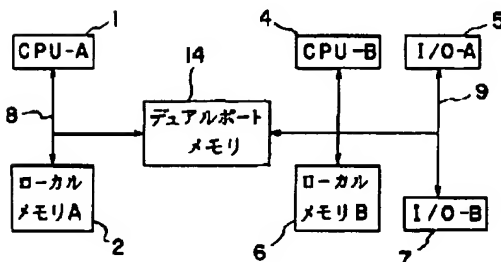 1
CPU-A
8
ローカル
メモリA
2
14
デュアルポート
メモリ
4
CPU-B
ローカル
メモリB
6
5
I/O-A
9
I/O-B
7